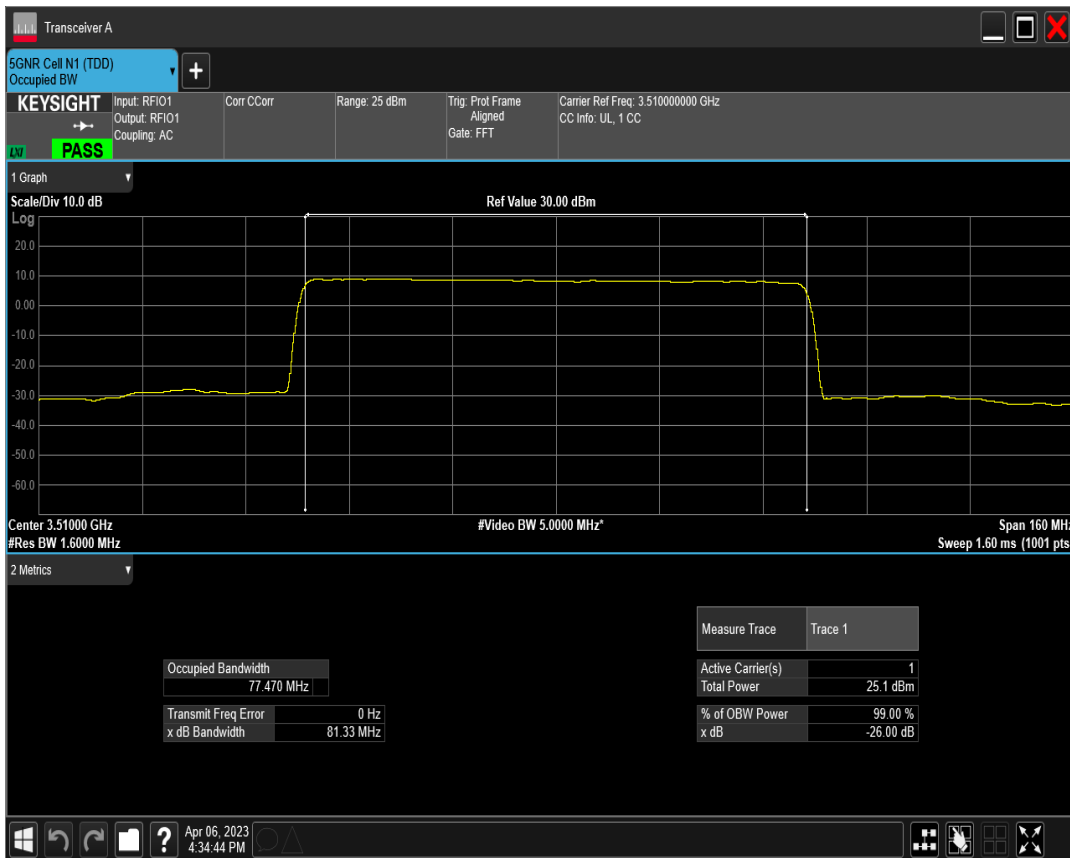 Transceiver A
5GNR Cell N1 (TDD)
Occupied BW
+
KEYSIGHT
LXI
PASS
Input: RFIO1
Output: RFIO1
Coupling: AC
Corr CCorr
Range: 25 dBm
Trig: Prot Frame
Aligned
Gate: FFT
Carrier Ref Freq: 3.510000000 GHz
CC Info: UL, 1 CC
1 Graph
Scale/Div 10.0 dB
Ref Value 30.00 dBm
Log
20.0
10.0
0.00
-10.0
-20.0
-30.0
-40.0
-50.0
-60.0
Center 3.51000 GHz
#Video BW 5.0000 MHz*
Span 160 MHz
#Res BW 1.6000 MHz
Sweep 1.60 ms (1001 pts
2 Metrics
Measure Trace Trace 1
Occupied Bandwidth
77.470 MHz
Active Carrier(s) 1
Total Power 25.1 dBm
Transmit Freq Error 0 Hz
x dB Bandwidth 81.33 MHz
% of OBW Power 99.00 %
x dB -26.00 dB
?
Apr 06, 2023
4:34:44 PM